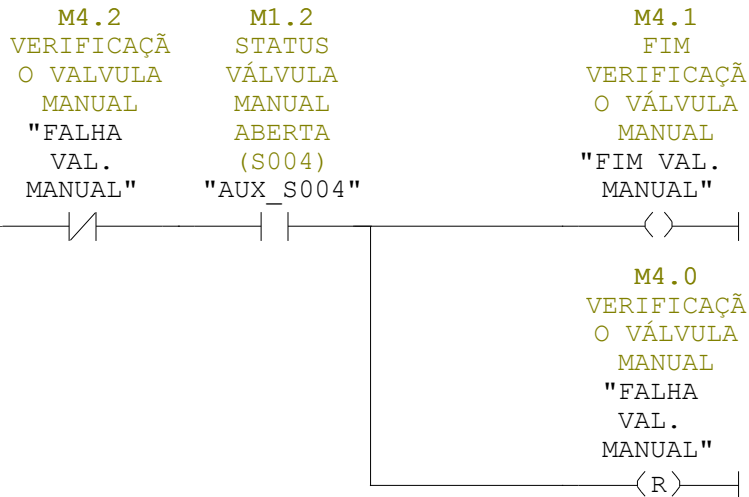 M4.2
VERIFICAÇÃ
O VALVULA
MANUAL
"FALHA
VAL.
MANUAL"
M1.2
STATUS
VÁLVULA
MANUAL
ABERTA
(S004)
"AUX_S004"
M4.1
FIM
VERIFICAÇÃ
O VÁLVULA
MANUAL
"FIM VAL.
MANUAL"
M4.0
VERIFICAÇÃ
O VÁLVULA
MANUAL
"FALHA
VAL.
MANUAL"
R